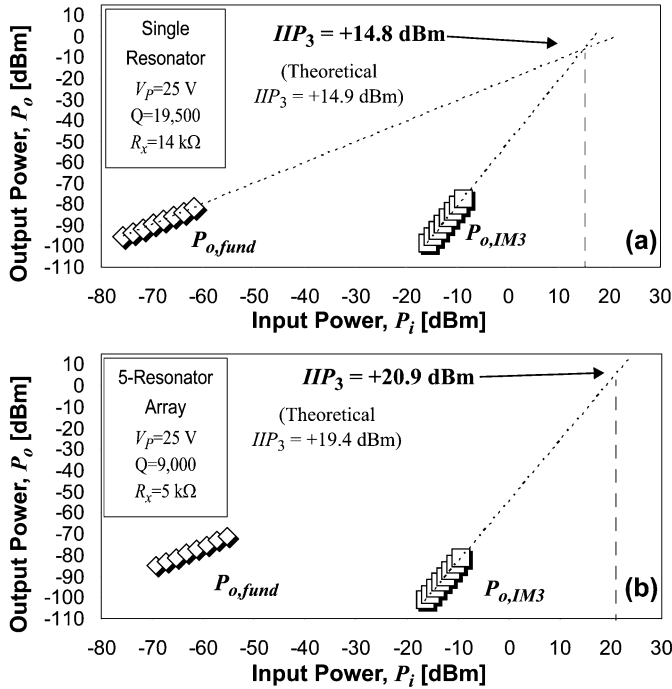 10
0
-10
-20
-30
-40
-50
-60
-70
-80
-90
-100
-110
Output Power, Po [dBm]
Single
Resonator
VP=25 V
Q=19,500
Rx=14 kΩ
IIP3 = +14.8 dBm
(Theoretical
IIP3 = +14.9 dBm)
Po,fund
Po,IM3
(a)
-80 -70 -60 -50 -40 -30 -20 -10 0 10 20 30
Input Power, Pi [dBm]
10
0
-10
-20
-30
-40
-50
-60
-70
-80
-90
-100
-110
Output Power, Po [dBm]
5-Resonator
Array
VP=25 V
Q=9,000
Rx=5 kΩ
IIP3 = +20.9 dBm
(Theoretical
IIP3 = +19.4 dBm)
Po,fund
Po,IM3
(b)
-80 -70 -60 -50 -40 -30 -20 -10 0 10 20 30
Input Power, Pi [dBm]